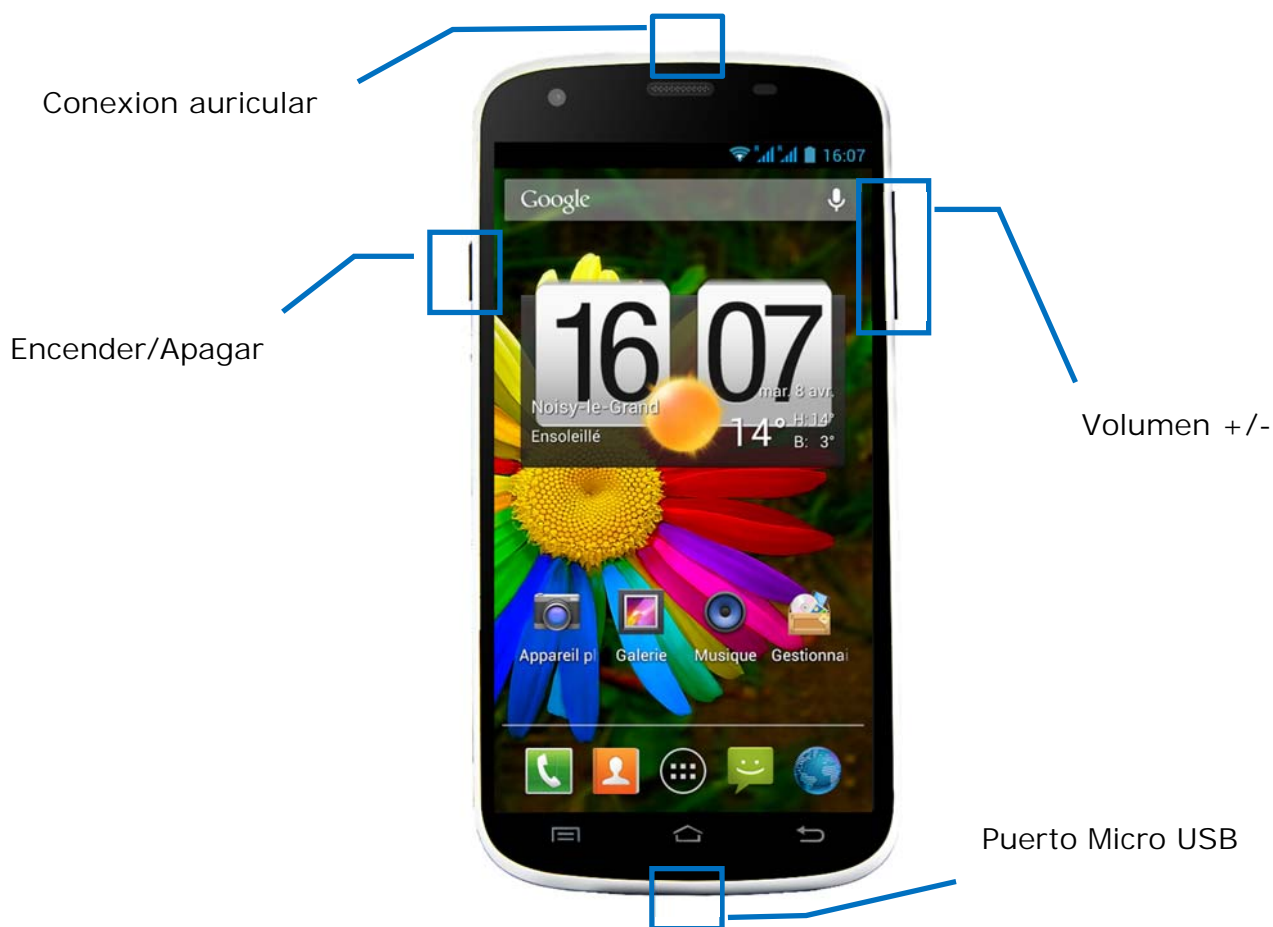 Conexion auricular
16:07
Google
Encender/Apagar
16 07
mar. 8 avr.
Noisy-le-Grand
14° H:14°
Ensoleillé
B: 3°
Volumen +/-
Appareil pl Galerie Musique Gestionnai
Puerto Micro USB